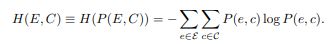 H(E, C) ≡ H(P(E, C)) = − ∑_{e∈ℰ} ∑_{c∈𝒞} P(e, c) log P(e, c).